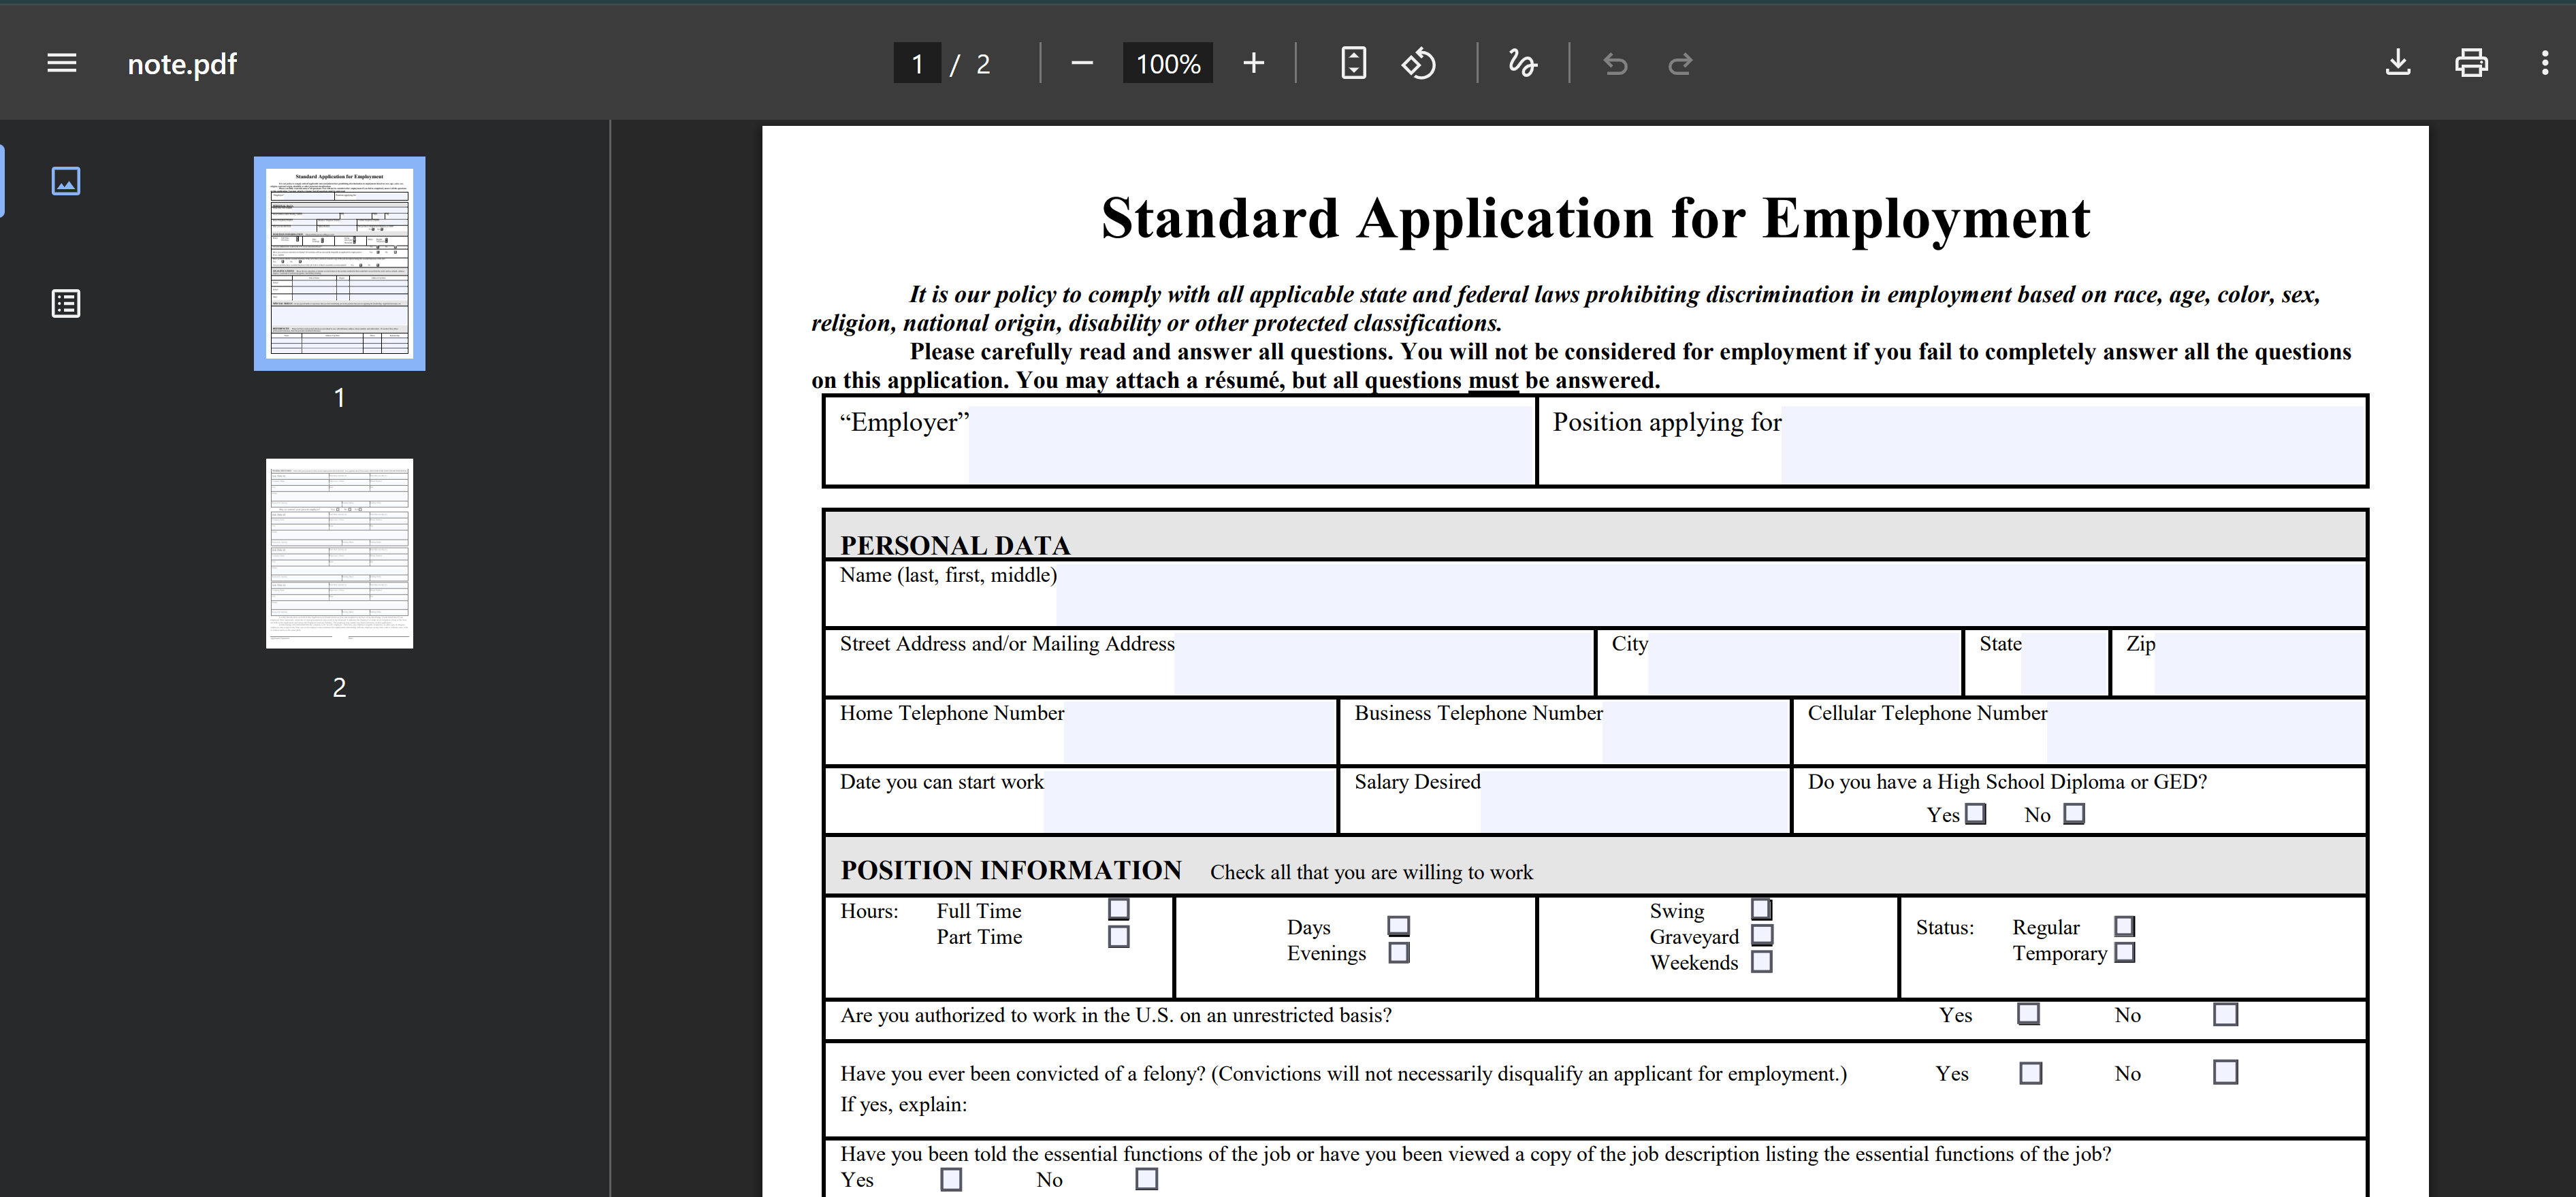 note.pdf
1 / 2
100%
1
2
Standard Application for Employment
It is our policy to comply with all applicable state and federal laws prohibiting discrimination in employment based on race, age, color, sex,
religion, national origin, disability or other protected classifications.
Please carefully read and answer all questions. You will not be considered for employment if you fail to completely answer all the questions
on this application. You may attach a résumé, but all questions must be answered.
“Employer”
Position applying for
PERSONAL DATA
Name (last, first, middle)
Street Address and/or Mailing Address
City
State
Zip
Home Telephone Number
Business Telephone Number
Cellular Telephone Number
Date you can start work
Salary Desired
Do you have a High School Diploma or GED?
Yes No
POSITION INFORMATION Check all that you are willing to work
Hours: Full Time
Part Time
Days
Evenings
Swing
Graveyard
Weekends
Status: Regular
Temporary
Are you authorized to work in the U.S. on an unrestricted basis? Yes No
Have you ever been convicted of a felony? (Convictions will not necessarily disqualify an applicant for employment.) Yes No
If yes, explain:
Have you been told the essential functions of the job or have you been viewed a copy of the job description listing the essential functions of the job?
Yes No